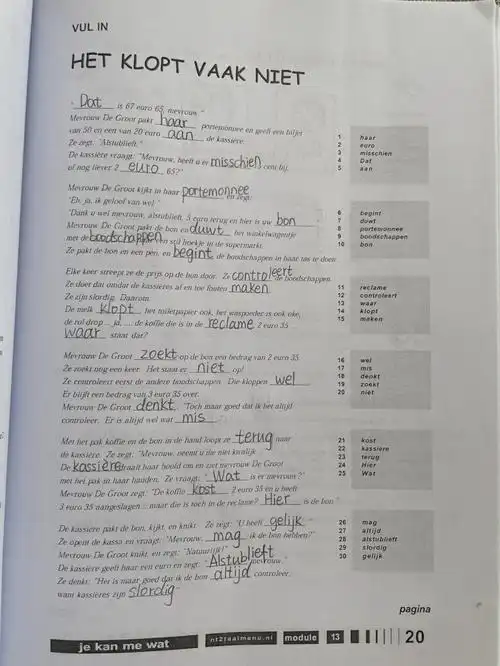 VUL IN
HET KLOPT VAAK NIET
" Dat is 67 euro 65, mevrouw."
Mevrouw De Groot pakt haar portemonnee en geeft een biljet
van 50 en een van 20 euro aan de kassière.
Ze zegt: "Alstublieft."
De kassière vraagt: "Mevrouw, heeft u er misschien cent bij,
of nog liever 2 euro 65?"
Mevrouw De Groot kijkt in haar portemonnee en zegt:
"Eh, ja, ik geloof van wel."
"Dank u wel mevrouw, alstublieft, 5 euro terug en hier is uw bon "
Mevrouw De Groot pakt de bon en duwt het winkelwagentje
met de boodschappen een stil hoekje in de supermarkt.
Ze pakt de bon en een pen, en begint de boodschappen in haar tas te doen.
Elke keer streept ze de prijs op de bon door. Ze controleert de boodschappen.
Ze doet dat omdat de kassières af en toe fouten maken.
Ze zijn slordig. Daarom.
De melk klopt, het toiletpapier ook, het waspoeder is ook oke,
de rol drop... ja, .... de koffie die is in de reclame 2 euro 35 ...
waar staat dat?
Mevrouw De Groot zoekt op de bon een bedrag van 2 euro 35
Ze zoekt nog een keer. Het staat er niet op!
Ze controleert eerst de andere boodschappen. Die kloppen wel
Er blijft een bedrag van 3 euro 35 over.
Mevrouw De Groot denkt: "Toch maar goed dat ik het altijd
controleer. Er is altijd wel wat mis ."
Met het pak koffie en de bon in de hand loopt ze terug naar
de kassière. Ze zegt: "Mevrouw, neemt u me niet kwalijk."
De kassière draait haar hoofd om en ziet mevrouw De Groot
met het pak in haar handen. Ze vraagt: " Wat is er mevrouw?"
Mevrouw De Groot zegt: "De koffie kost 2 euro 35 en u heeft
3 euro 35 aangeslagen ... maar die is toch in de reclame? Hier is de bon."
De kassière pakt de bon, kijkt, en knikt. Ze zegt: "U heeft gelijk ."
Ze opent de kassa en vraagt: "Mevrouw, mag ik de bon hebben?"
Mevrouw De Groot knikt, en zegt: "Natuurlijk!"
De kassière geeft haar een euro en zegt: "Alstublieft mevrouw."
Ze denkt: "Het is maar goed dat ik de bon altijd controleer,
want kassières zijn slordig "
1 haar
2 euro
3 misschien
4 Dat
5 aan
6 begint
7 duwt
8 portemonnee
9 boodschappen
10 bon
11 reclame
12 controleert
13 waar
14 klopt
15 maken
16 wel
17 mis
18 denkt
19 zoekt
20 niet
21 kost
22 kassière
23 terug
24 Hier
25 Wat
26 mag
27 altijd
28 alstublieft
29 slordig
30 gelijk
pagina
je kan me wat nt2taalmenu.nl module 13 20